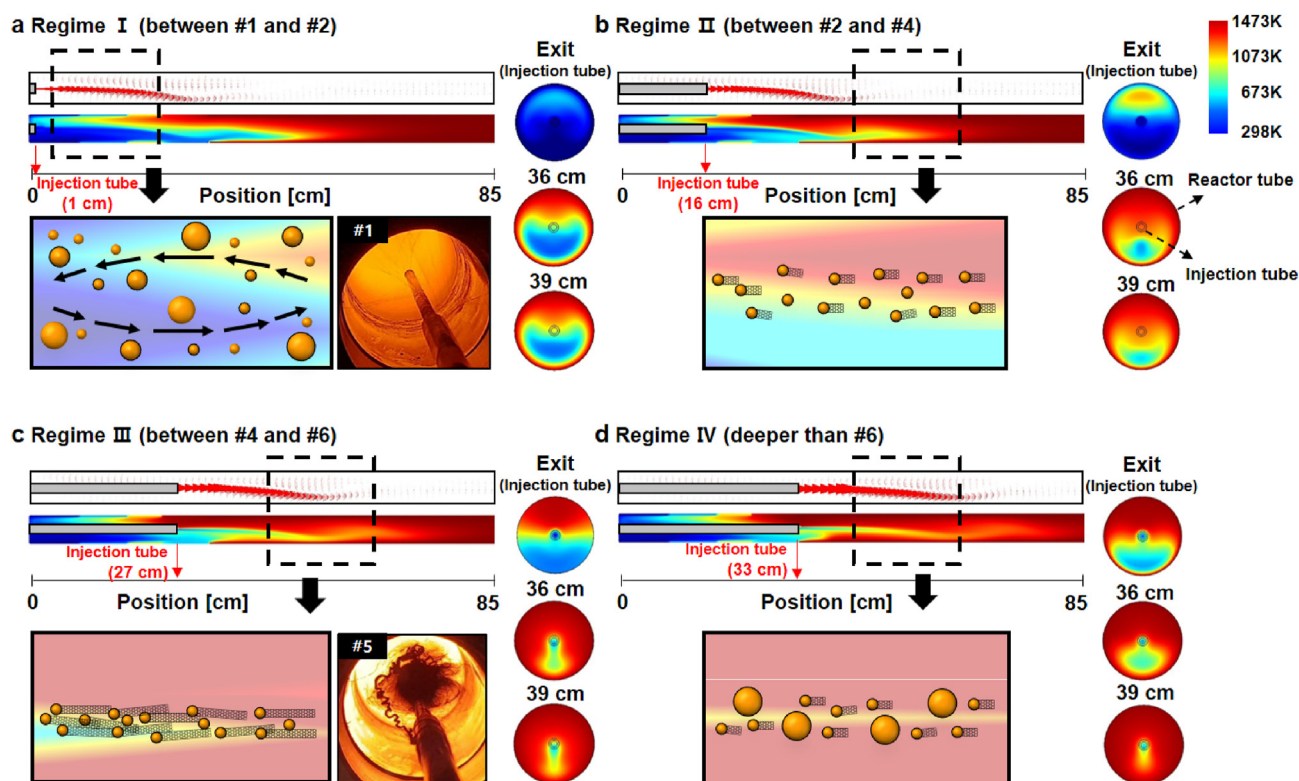 a Regime Ⅰ (between #1 and #2)
Exit
(Injection tube)
Injection tube
(1 cm)
0
Position [cm]
85
36 cm
#1
39 cm
b Regime Ⅱ (between #2 and #4)
Exit
(Injection tube)
1473K
1073K
673K
298K
Injection tube
(16 cm)
0
Position [cm]
85
36 cm
Reactor tube
Injection tube
39 cm
c Regime Ⅲ (between #4 and #6)
Exit
(Injection tube)
Injection tube
(27 cm)
0
Position [cm]
85
36 cm
#5
39 cm
d Regime Ⅳ (deeper than #6)
Exit
(Injection tube)
Injection tube
(33 cm)
0
Position [cm]
85
36 cm
39 cm